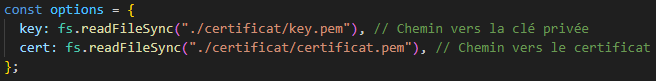 const options = {
  key: fs.readFileSync("./certificat/key.pem"), // Chemin vers la clé privée
  cert: fs.readFileSync("./certificat/certificat.pem"), // Chemin vers le certificat
};